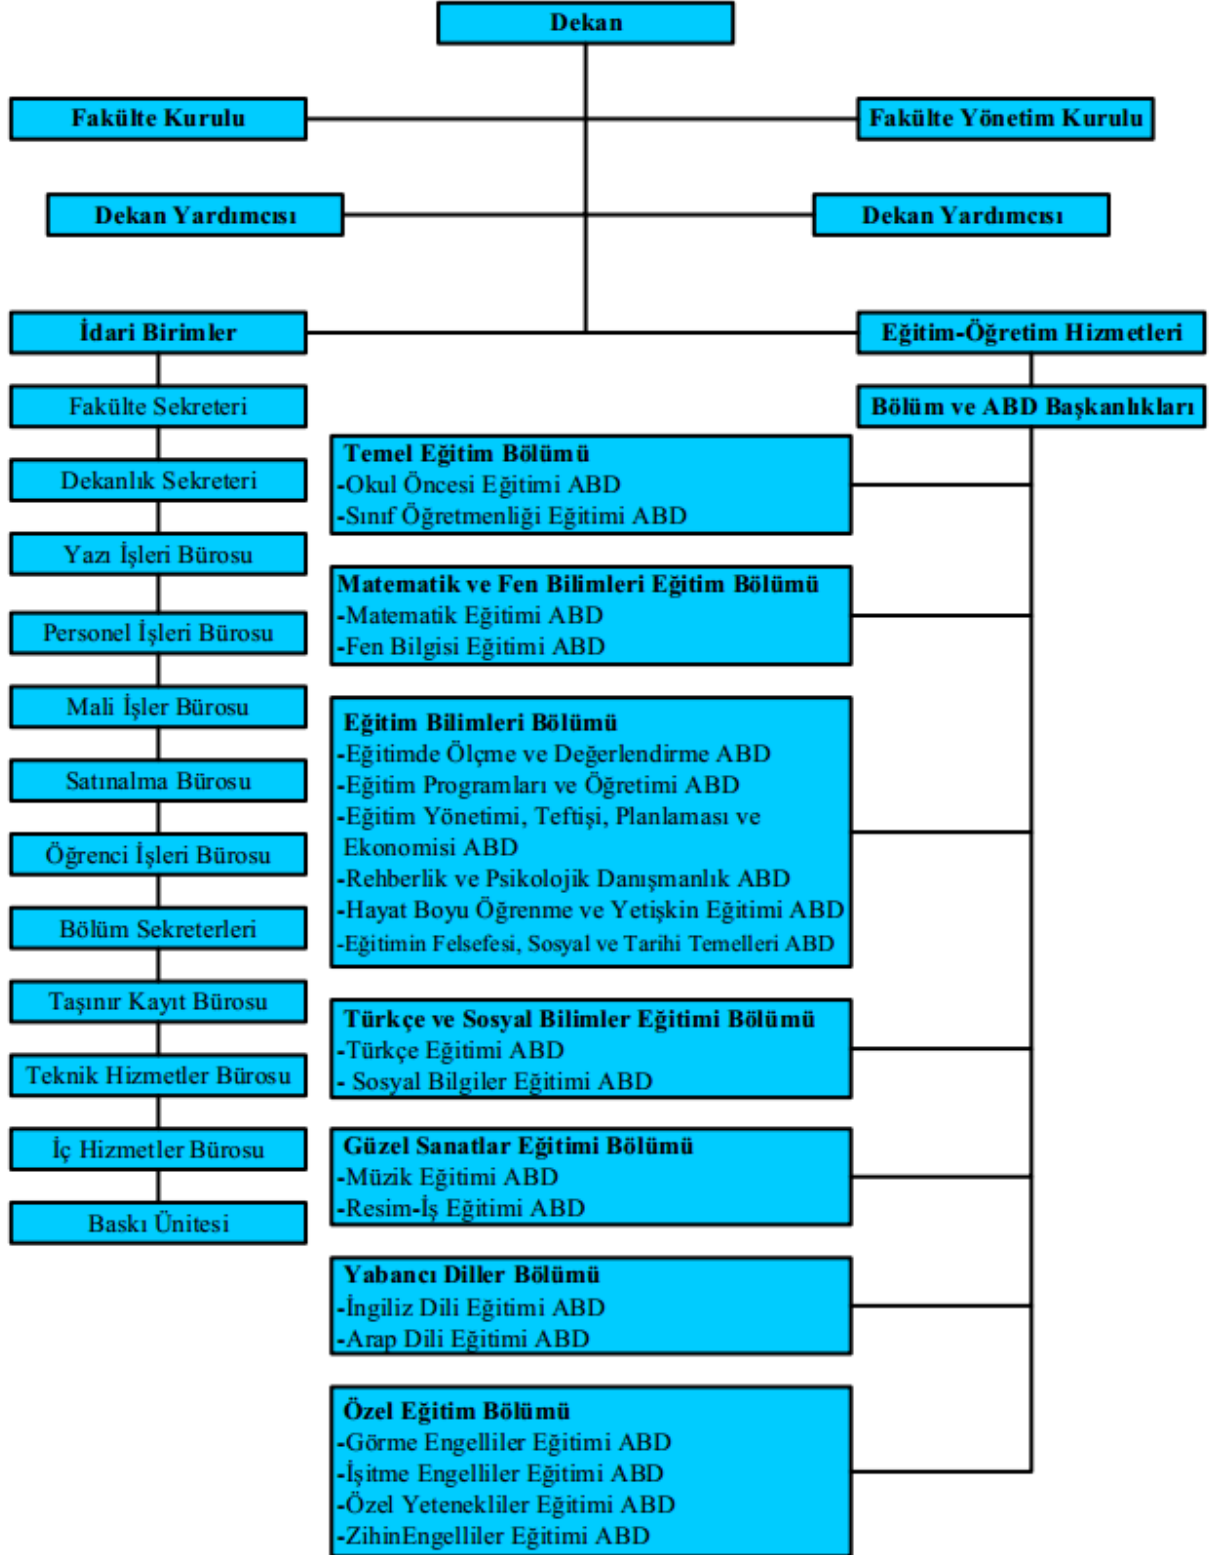 Dekan
Fakülte Kurulu
Fakülte Yönetim Kurulu
Dekan Yardımcısı
Dekan Yardımcısı
İdari Birimler
Eğitim-Öğretim Hizmetleri
Fakülte Sekreteri
Dekanlık Sekreteri
Yazı İşleri Bürosu
Personel İşleri Bürosu
Mali İşler Bürosu
Satınalma Bürosu
Öğrenci İşleri Bürosu
Bölüm Sekreterleri
Taşınır Kayıt Bürosu
Teknik Hizmetler Bürosu
İç Hizmetler Bürosu
Baskı Ünitesi
Bölüm ve ABD Başkanlıkları
Temel Eğitim Bölümü
-Okul Öncesi Eğitimi ABD
-Sınıf Öğretmenliği Eğitimi ABD
Matematik ve Fen Bilimleri Eğitim Bölümü
-Matematik Eğitimi ABD
-Fen Bilgisi Eğitimi ABD
Eğitim Bilimleri Bölümü
-Eğitimde Ölçme ve Değerlendirme ABD
-Eğitim Programları ve Öğretimi ABD
-Eğitim Yönetimi, Teftişi, Planlaması ve
Ekonomisi ABD
-Rehberlik ve Psikolojik Danışmanlık ABD
-Hayat Boyu Öğrenme ve Yetişkin Eğitimi ABD
-Eğitimin Felsefesi, Sosyal ve Tarihi Temelleri ABD
Türkçe ve Sosyal Bilimler Eğitimi Bölümü
-Türkçe Eğitimi ABD
- Sosyal Bilgiler Eğitimi ABD
Güzel Sanatlar Eğitimi Bölümü
-Müzik Eğitimi ABD
-Resim-İş Eğitimi ABD
Yabancı Diller Bölümü
-İngiliz Dili Eğitimi ABD
-Arap Dili Eğitimi ABD
Özel Eğitim Bölümü
-Görme Engelliler Eğitimi ABD
-İşitme Engelliler Eğitimi ABD
-Özel Yetenekliler Eğitimi ABD
-ZihinEngelliler Eğitimi ABD